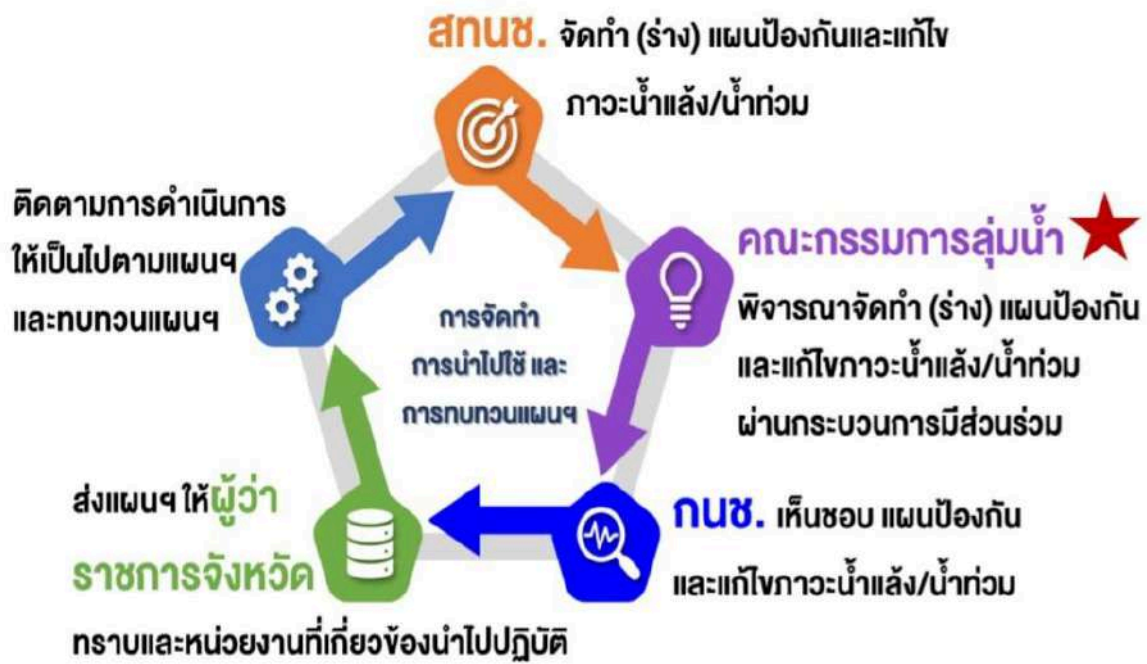 สทนช. จัดทำ (ร่าง) แผนป้องกันและแก้ไข
ภาวะน้ำแล้ง/น้ำท่วม
คณะกรรมการลุ่มน้ำ
พิจารณาจัดทำ (ร่าง) แผนป้องกัน
และแก้ไขภาวะน้ำแล้ง/น้ำท่วม
ผ่านกระบวนการมีส่วนร่วม
กนช. เห็นชอบ แผนป้องกัน
และแก้ไขภาวะน้ำแล้ง/น้ำท่วม
ส่งแผนฯ ให้ผู้ว่า
ราชการจังหวัด
ทราบและหน่วยงานที่เกี่ยวข้องนำไปปฏิบัติ
ติดตามการดำเนินการ
ให้เป็นไปตามแผนฯ
และทบทวนแผนฯ
การจัดทำ
การนำไปใช้ และ
การทบทวนแผนฯ